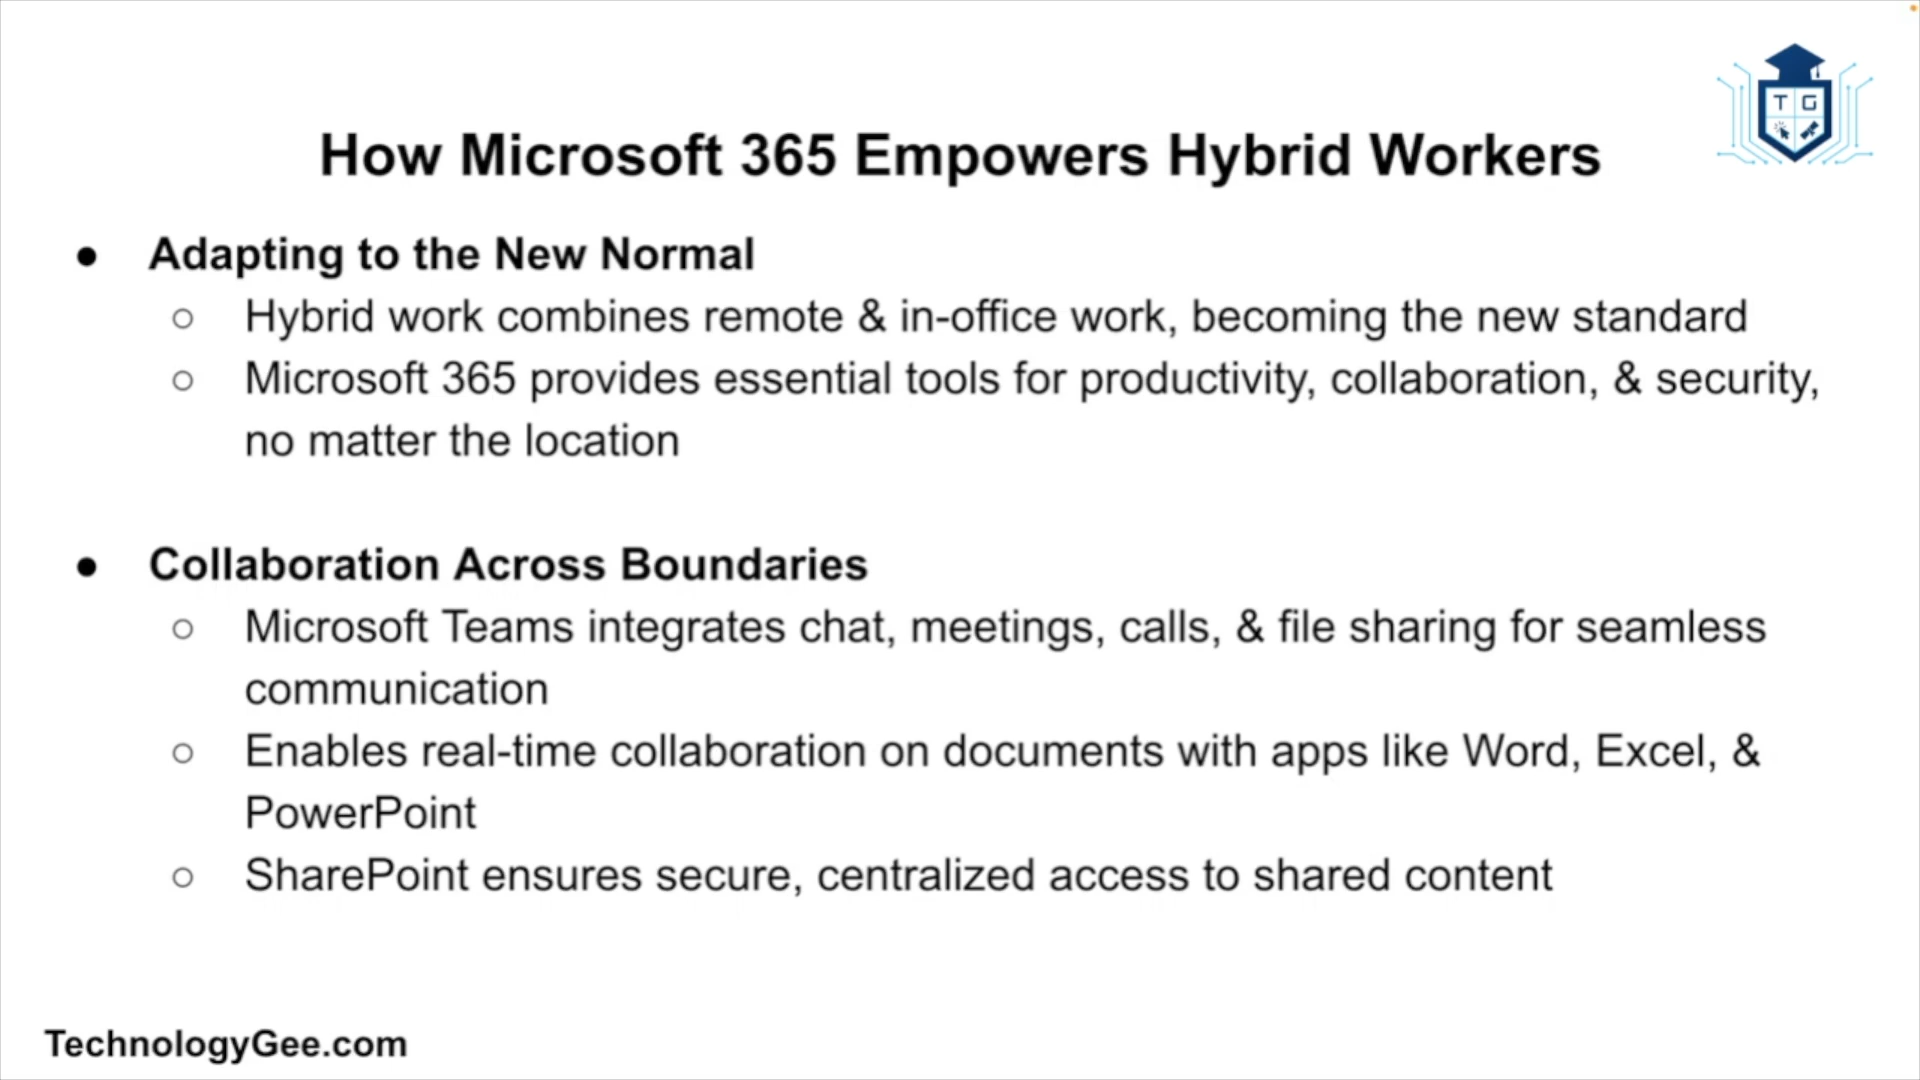 T G
How Microsoft 365 Empowers Hybrid Workers
● Adapting to the New Normal
○ Hybrid work combines remote & in-office work, becoming the new standard
○ Microsoft 365 provides essential tools for productivity, collaboration, & security,
no matter the location
● Collaboration Across Boundaries
○ Microsoft Teams integrates chat, meetings, calls, & file sharing for seamless
communication
○ Enables real-time collaboration on documents with apps like Word, Excel, &
PowerPoint
○ SharePoint ensures secure, centralized access to shared content
TechnologyGee.com